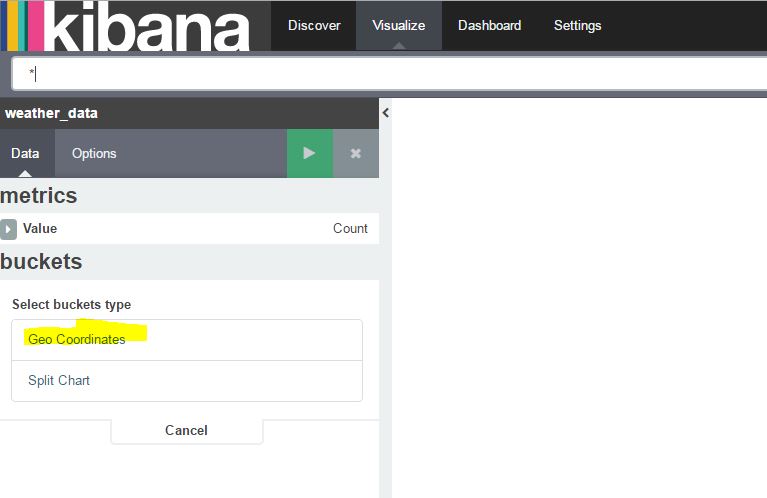 kibana Discover Visualize Dashboard Settings
*
weather_data
Data Options
metrics
Value Count
buckets
Select buckets type
Geo Coordinates
Split Chart
Cancel